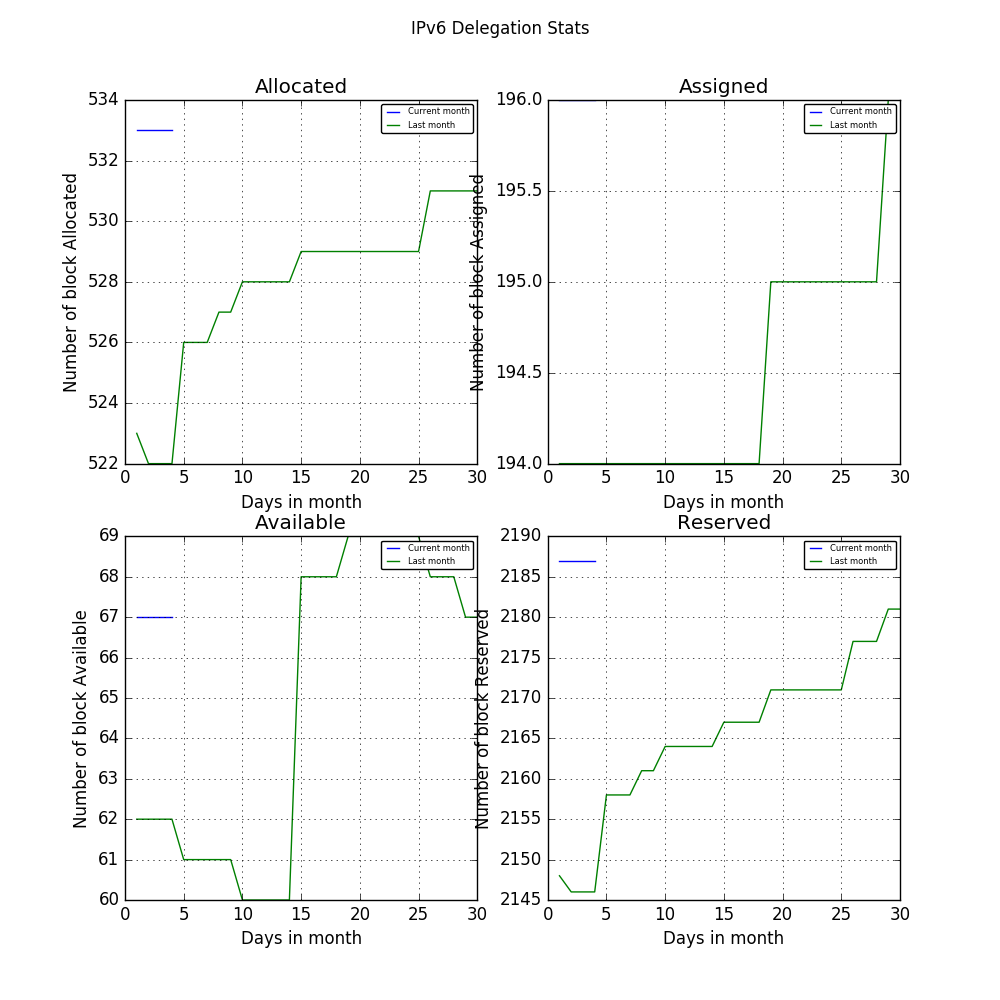 IPv6 Delegation Stats
Allocated
Number of block Allocated
534
532
530
528
526
524
522
0 5 10 15 20 25 30
Days in month
Current month
Last month
Assigned
Number of block Assigned
196.0
195.5
195.0
194.5
194.0
0 5 10 15 20 25 30
Days in month
Current month
Last month
Available
Number of block Available
69
68
67
66
65
64
63
62
61
60
0 5 10 15 20 25 30
Days in month
Current month
Last month
Reserved
Number of block Reserved
2190
2185
2180
2175
2170
2165
2160
2155
2150
2145
0 5 10 15 20 25 30
Days in month
Current month
Last month